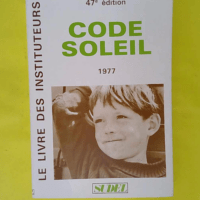 47e édition
CODE
SOLEIL
1977
LE LIVRE DES INSTITUTEURS
SUDEL